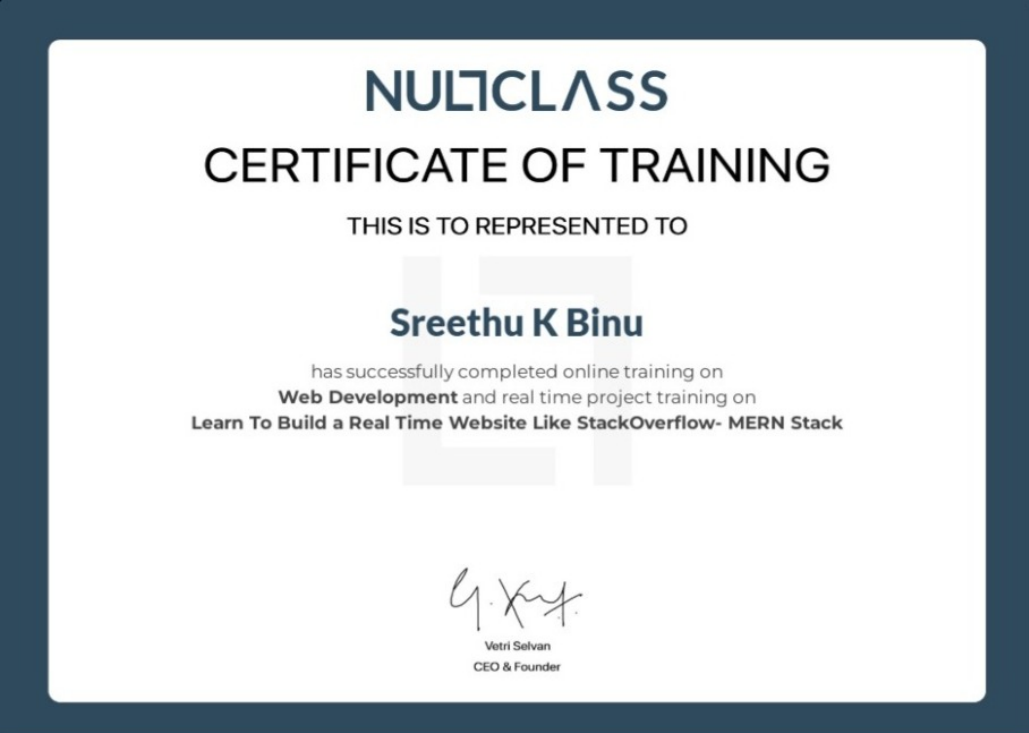 NULLCLASS
CERTIFICATE OF TRAINING
THIS IS TO REPRESENTED TO
Sreethu K Binu
has successfully completed online training on
Web Development and real time project training on
Learn To Build a Real Time Website Like StackOverflow- MERN Stack
Vetri Selvan
CEO & Founder